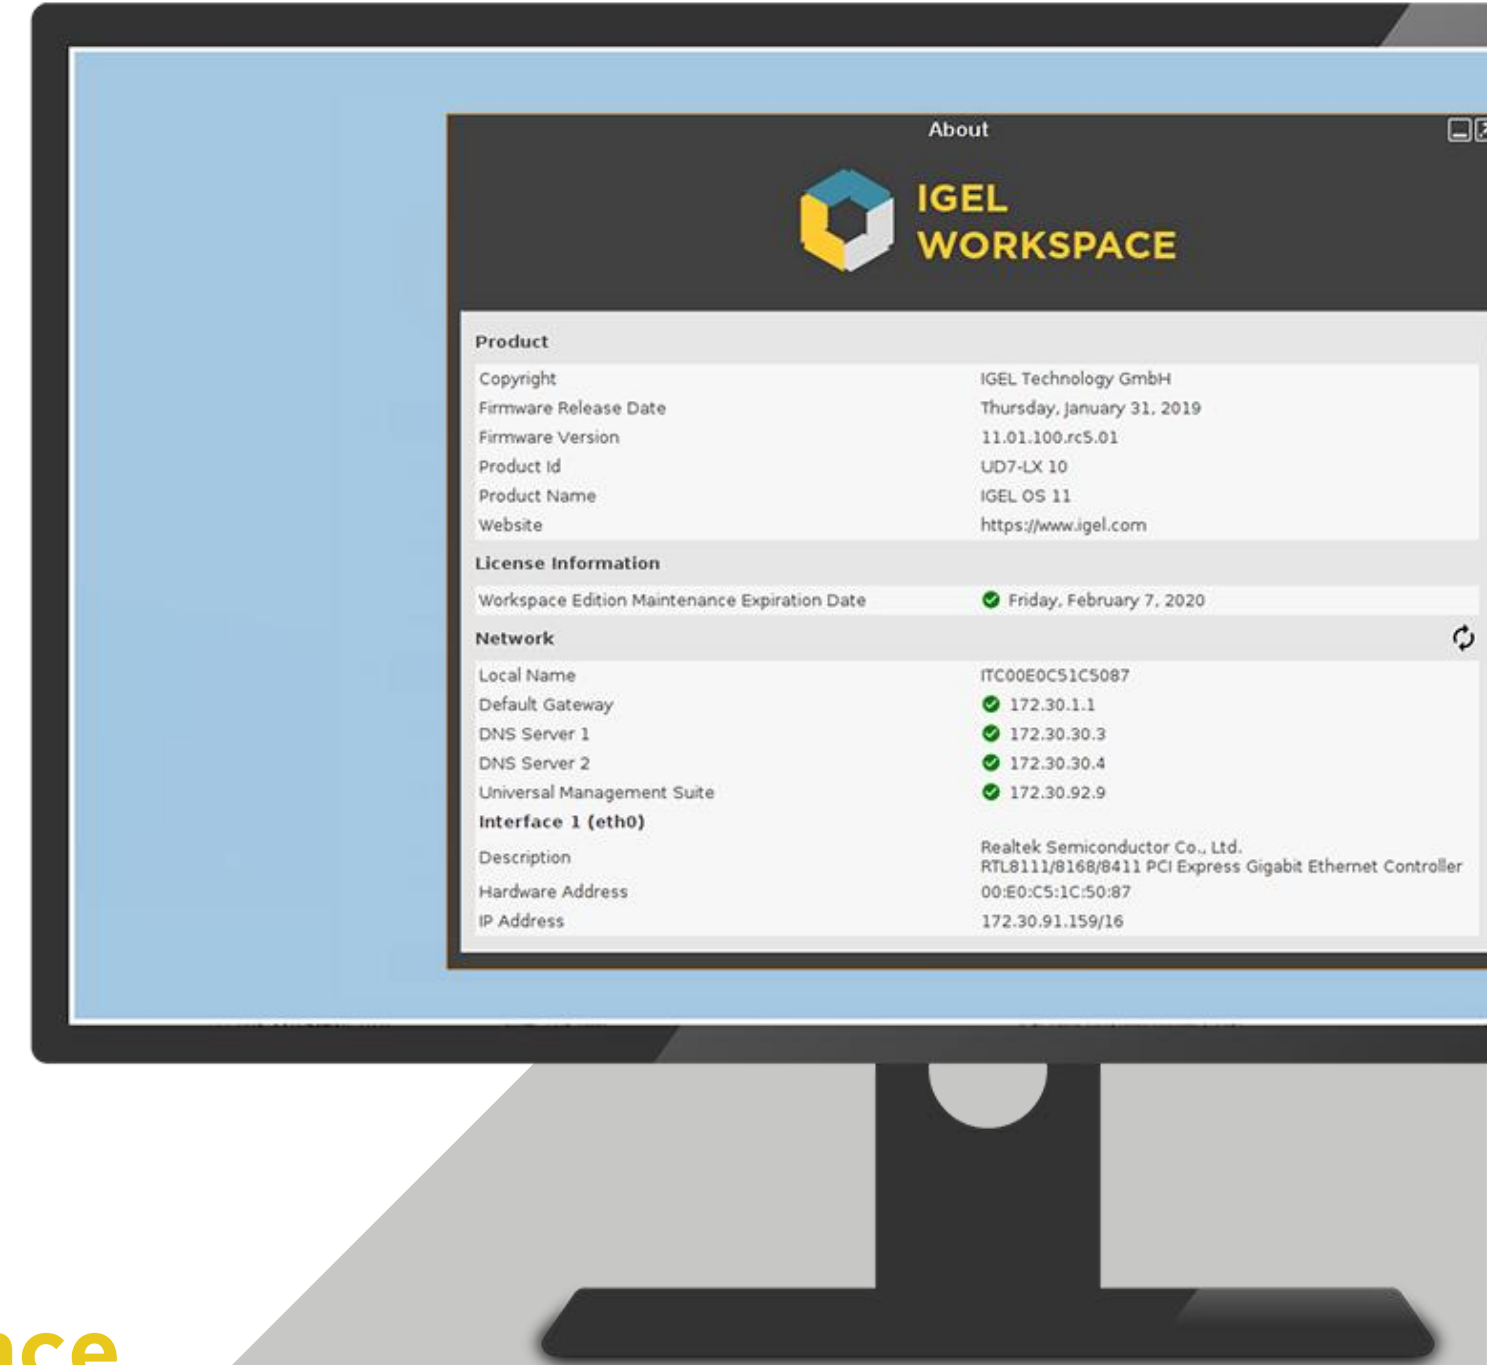 About
IGEL
WORKSPACE
Product
Copyright IGEL Technology GmbH
Firmware Release Date Thursday, January 31, 2019
Firmware Version 11.01.100.rc5.01
Product Id UD7-LX 10
Product Name IGEL OS 11
Website https://www.igel.com
License Information
Workspace Edition Maintenance Expiration Date Friday, February 7, 2020
Network
Local Name ITC00E0C51C5087
Default Gateway 172.30.1.1
DNS Server 1 172.30.30.3
DNS Server 2 172.30.30.4
Universal Management Suite 172.30.92.9
Interface 1 (eth0)
Description Realtek Semiconductor Co., Ltd.
RTL8111/8168/8411 PCI Express Gigabit Ethernet Controller
Hardware Address 00:E0:C5:1C:50:87
IP Address 172.30.91.159/16